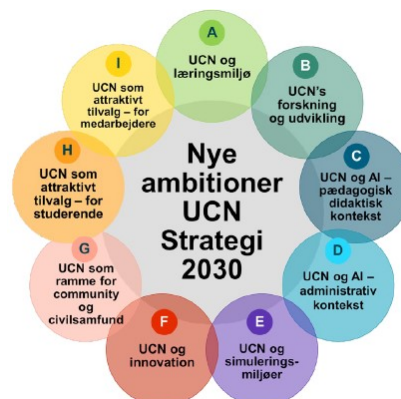 A
UCN og
læringsmiljø
B
UCN's
forskning
og udvikling
C
UCN og AI –
pædagogisk
didaktisk
kontekst
D
UCN og AI –
administrativ
kontekst
E
UCN og
simulerings-
miljøer
F
UCN og
innovation
G
UCN som
ramme for
community
og
civilsamfund
H
UCN som
attraktivt
tilvalg – for
studerende
I
UCN som
attraktivt
tilvalg – for
medarbejdere
Nye
ambitioner
UCN
Strategi
2030